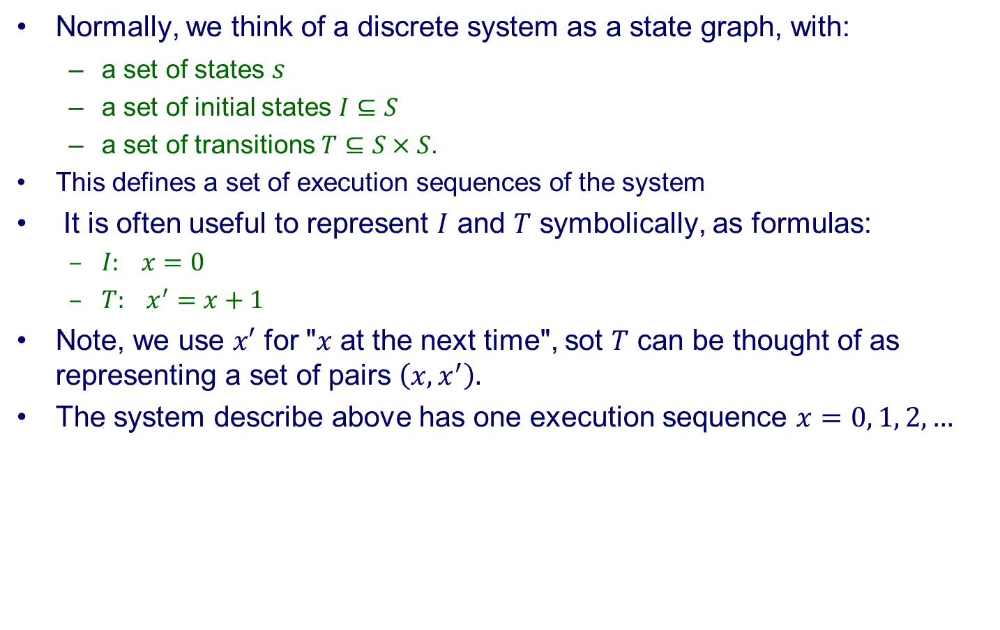 • Normally, we think of a discrete system as a state graph, with:
– a set of states s
– a set of initial states I ⊆ S
– a set of transitions T ⊆ S × S.
• This defines a set of execution sequences of the system
• It is often useful to represent I and T symbolically, as formulas:
– I: x = 0
– T: x′ = x + 1
• Note, we use x′ for "x at the next time", sot T can be thought of as
representing a set of pairs (x, x′).
• The system describe above has one execution sequence x = 0, 1, 2, ...